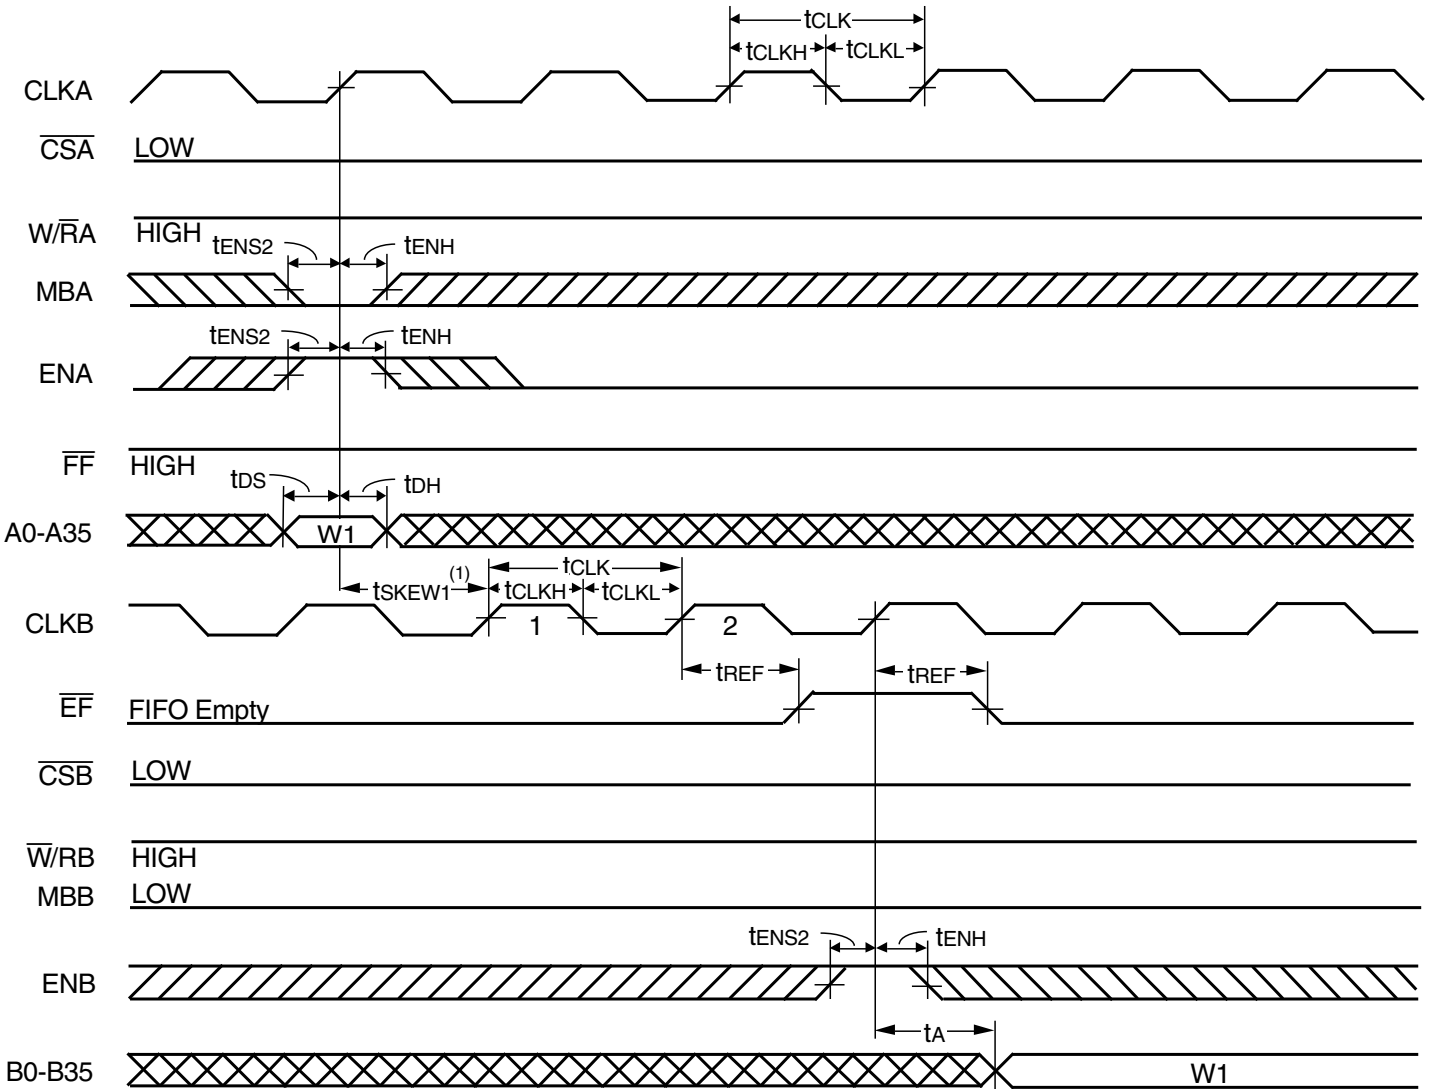 tCLK
tCLKH tCLKL
CLKA
CSA LOW
W/RA HIGH
tENS2 tENH
MBA
tENS2 tENH
ENA
FF HIGH
tDS tDH
A0-A35 W1
tSKEW1 (1) tCLK
tCLKH tCLKL
CLKB 1 2
tREF tREF
EF FIFO Empty
CSB LOW
W/RB HIGH
MBB LOW
tENS2 tENH
ENB
tA
B0-B35 W1